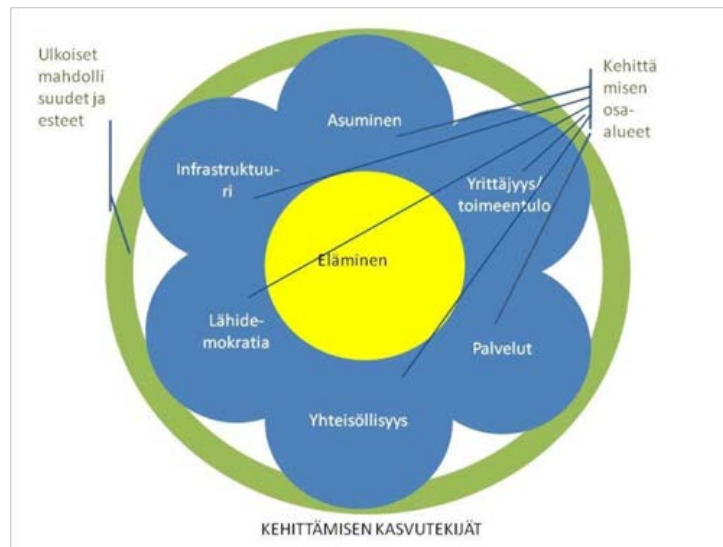 Ulkoiset
mahdolli
suudet ja
esteet
Kehittä
misen
osa-
alueet
Asuminen
Infrastruktuu-
ri
Yrittäjyys/
toimeentulo
Eläminen
Lähide-
mokratia
Palvelut
Yhteisöllisyys
KEHITTÄMISEN KASVUTEKIJÄT